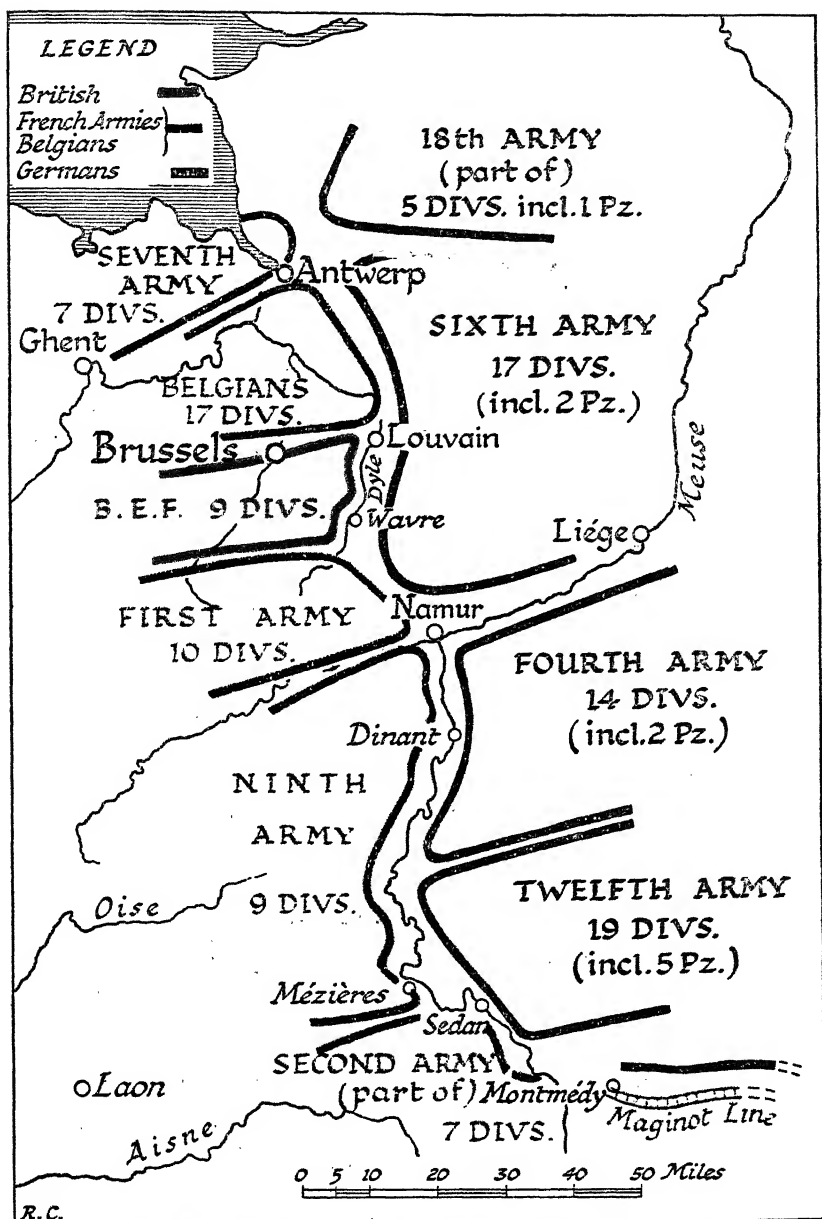 LEGEND
British
French Armies
Belgians
Germans
18th ARMY
(part of)
5 DIVS. incl. 1 Pz.
SEVENTH
ARMY
7 DIVS.
Antwerp
Ghent
SIXTH ARMY
17 DIVS.
(incl. 2 Pz.)
BELGIANS
17 DIVS.
Brussels
Louvain
Dyle
Meuse
B.E.F. 9 DIVS.
Wavre
Liége
FIRST ARMY
10 DIVS.
Namur
FOURTH ARMY
14 DIVS.
(incl. 2 Pz.)
Dinant
NINTH
ARMY
9 DIVS.
Oise
TWELFTH ARMY
19 DIVS.
(incl. 5 Pz.)
Mézières
Sedan
SECOND ARMY
(part of)
7 DIVS.
Montmédy
Maginot Line
Laon
Aisne
0 5 10 20 30 40 50 Miles
R.C.